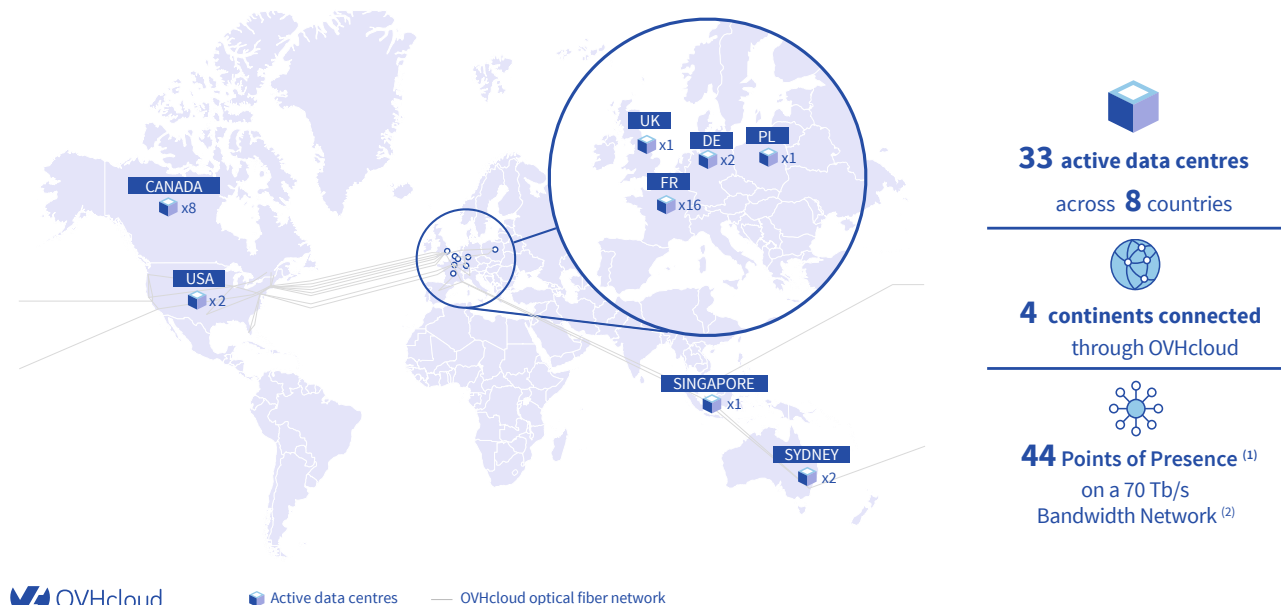 UK
x1
DE
x2
PL
x1
FR
x16
CANADA
x8
USA
x2
SINGAPORE
x1
SYDNEY
x2
33 active data centres
across 8 countries
4 continents connected
through OVHcloud
44 Points of Presence (1)
on a 70 Tb/s
Bandwidth Network (2)
OVHcloud
Active data centres
OVHcloud optical fiber network